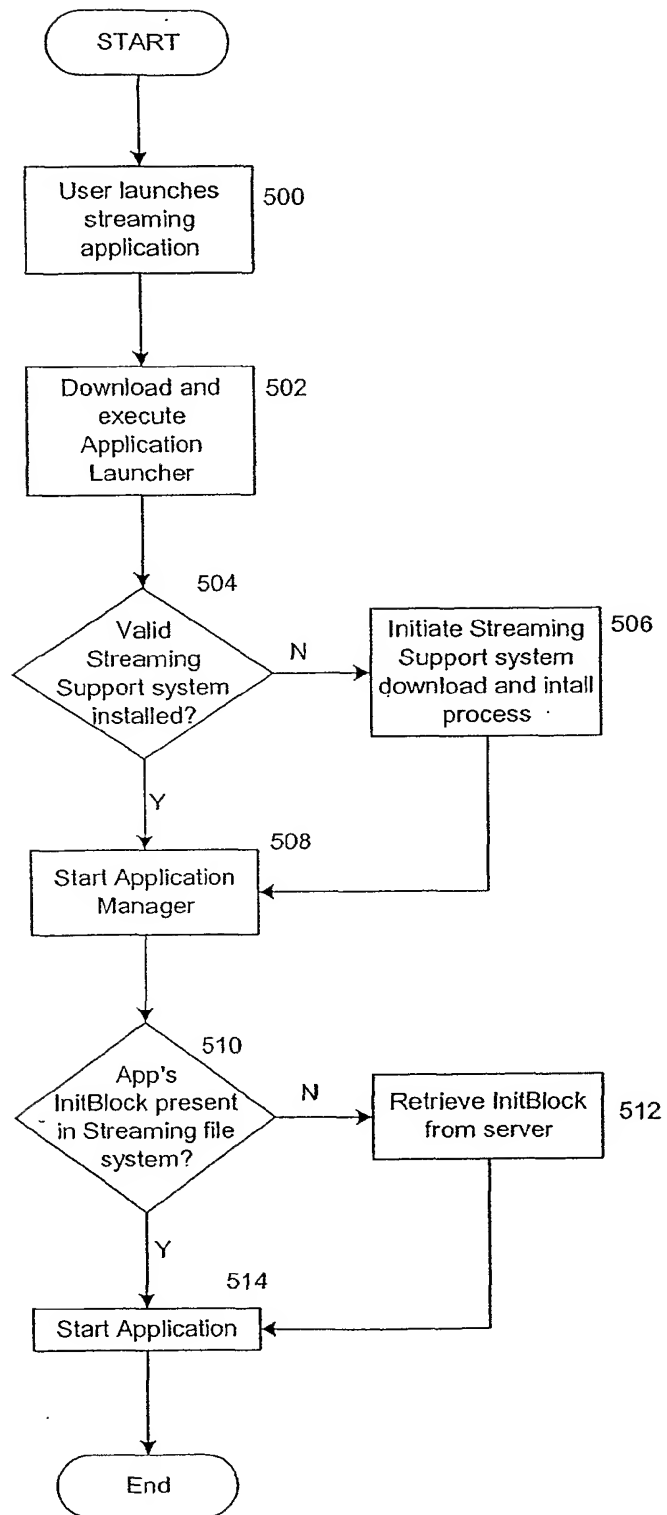 START
User launches
streaming
application
500
Download and
execute
Application
Launcher
502
504
Valid
Streaming
Support system
installed?
N
Initiate Streaming
Support system
download and intall
process
506
Y
508
Start Application
Manager
510
App's
InitBlock present
in Streaming file
system?
N
Retrieve InitBlock
from server
512
Y
514
Start Application
End